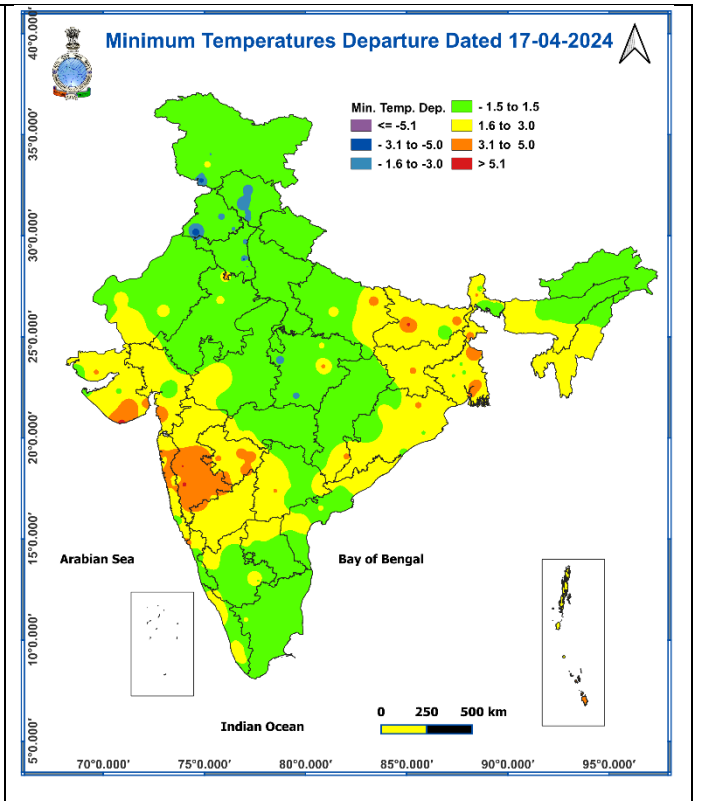 Minimum Temperatures Departure Dated 17-04-2024
Min. Temp. Dep.
<= -5.1
- 3.1 to -5.0
- 1.6 to -3.0
- 1.5 to 1.5
1.6 to 3.0
3.1 to 5.0
> 5.1
40°0.000'
35°0.000'
30°0.000'
25°0.000'
20°0.000'
15°0.000'
10°0.000'
5°0.000'
Arabian Sea
Bay of Bengal
Indian Ocean
0 250 500 km
70°0.000' 75°0.000' 80°0.000' 85°0.000' 90°0.000' 95°0.000'